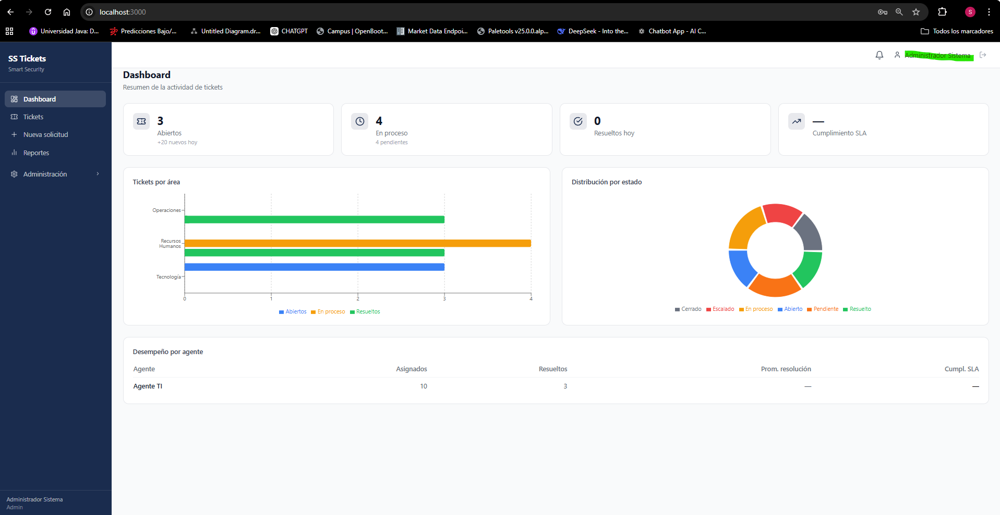 localhost:3000
S
Universidad Java: D...
Predicciones Bajo/...
Untitled Diagram.dr...
CHATGPT
Campus | OpenBoot...
Market Data Endpoi...
Paletools v25.0.0.alp...
DeepSeek - Into the...
Chatbot App - AI C...
Todos los marcadores
SS Tickets
Smart Security
Dashboard
Tickets
Nueva solicitud
Reportes
Administración
Administrador Sistema
Admin
Administrador Sistema
Dashboard
Resumen de la actividad de tickets
3
Abiertos
+20 nuevos hoy
4
En proceso
4 pendientes
0
Resueltos hoy
—
Cumplimiento SLA
Tickets por área
Operaciones
Recursos
Humanos
Tecnología
0 1 2 3 4
Abiertos En proceso Resueltos
Distribución por estado
Cerrado Escalado En proceso Abierto Pendiente Resuelto
Desempeño por agente
Agente Asignados Resueltos Prom. resolución Cumpl. SLA
Agente TI 10 3 — —